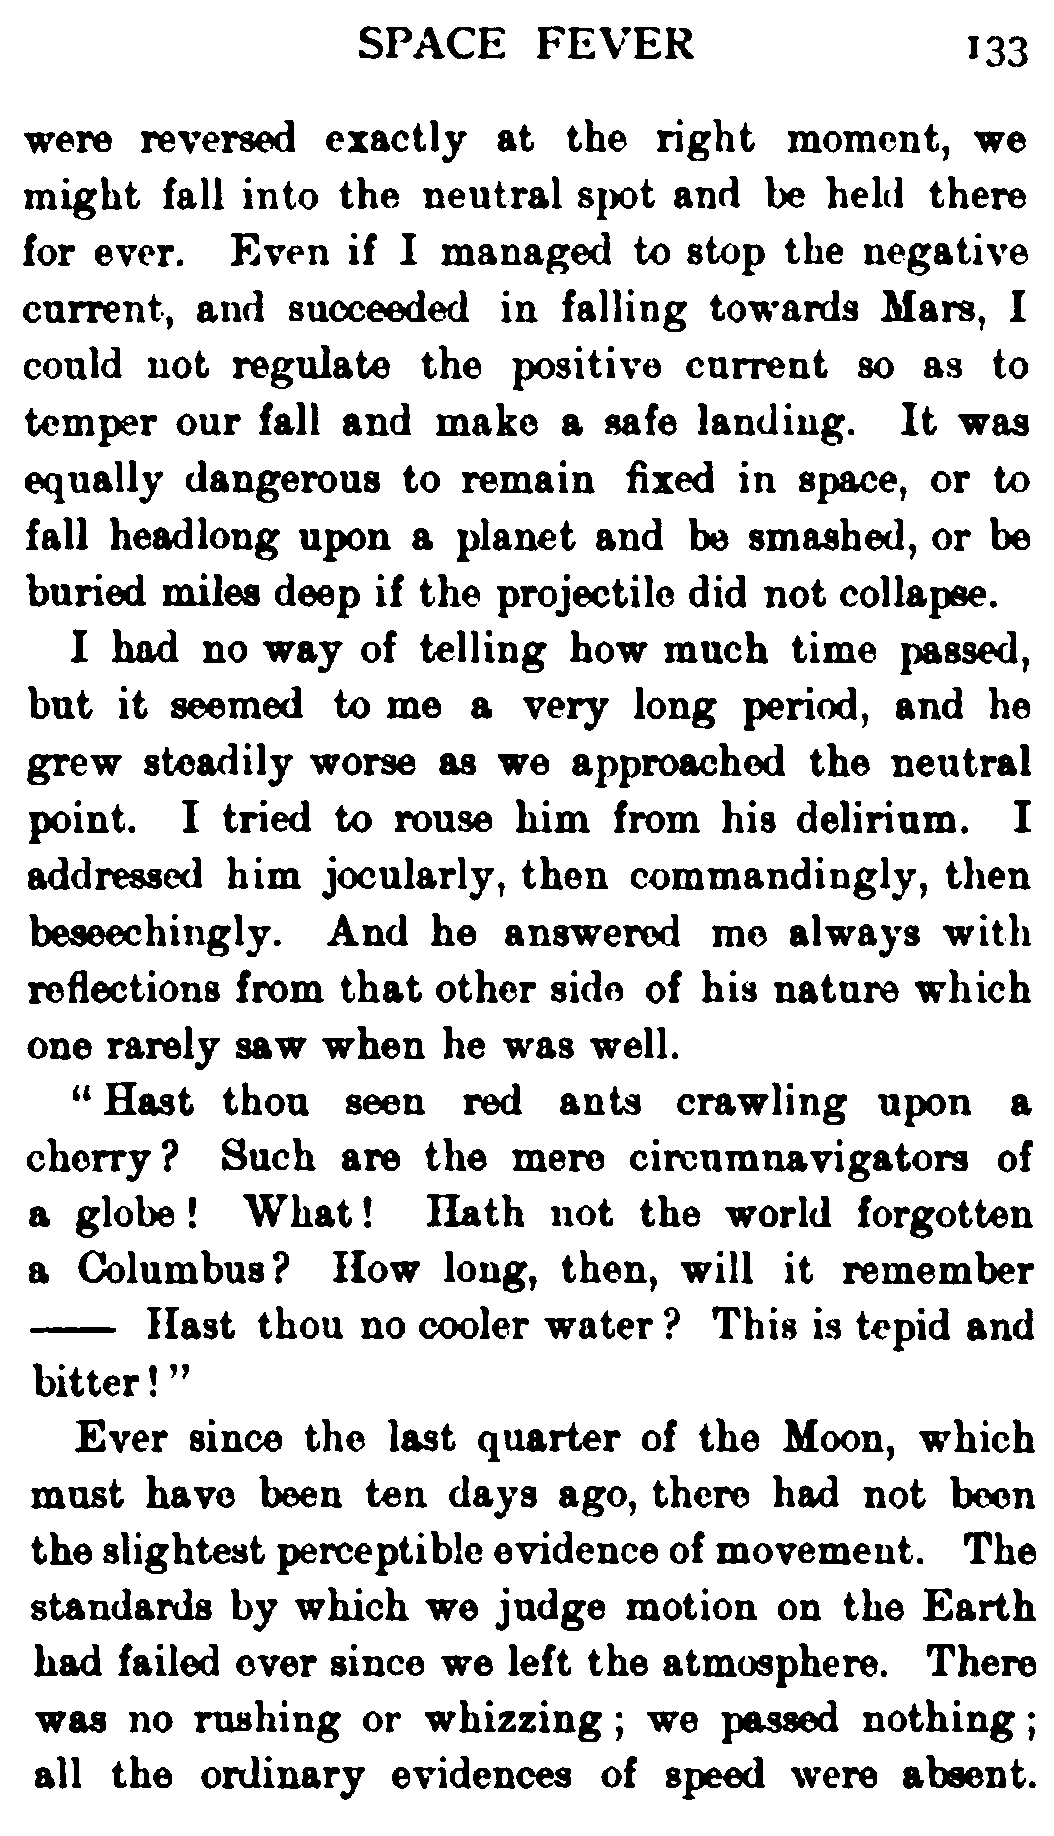 SPACE FEVER 133
were reversed exactly at the right moment, we
might fall into the neutral spot and be held there
for ever. Even if I managed to stop the negative
current, and succeeded in falling towards Mars, I
could not regulate the positive current so as to
temper our fall and make a safe landing. It was
equally dangerous to remain fixed in space, or to
fall headlong upon a planet and be smashed, or be
buried miles deep if the projectile did not collapse.
I had no way of telling how much time passed,
but it seemed to me a very long period, and he
grew steadily worse as we approached the neutral
point. I tried to rouse him from his delirium. I
addressed him jocularly, then commandingly, then
beseechingly. And he answered me always with
reflections from that other side of his nature which
one rarely saw when he was well.
“Hast thou seen red ants crawling upon a
cherry? Such are the mere circumnavigators of
a globe! What! Hath not the world forgotten
a Columbus? How long, then, will it remember
—— Hast thou no cooler water? This is tepid and
bitter!”
Ever since the last quarter of the Moon, which
must have been ten days ago, there had not been
the slightest perceptible evidence of movement. The
standards by which we judge motion on the Earth
had failed ever since we left the atmosphere. There
was no rushing or whizzing; we passed nothing;
all the ordinary evidences of speed were absent.